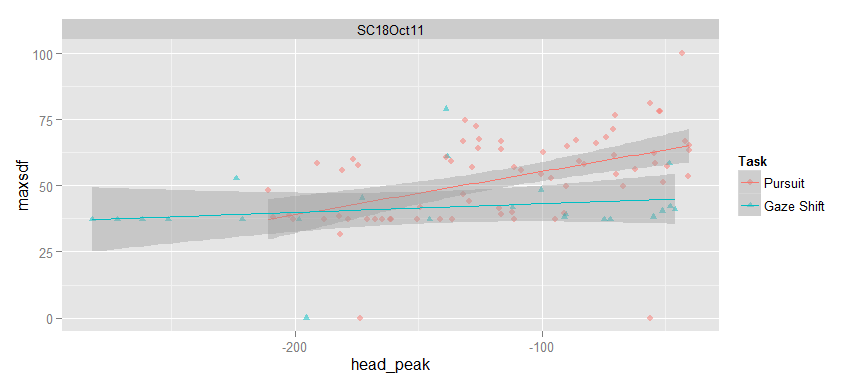 SC18Oct11
100
75
50
25
0
maxsdf
-200
-100
head_peak
Task
Pursuit
Gaze Shift